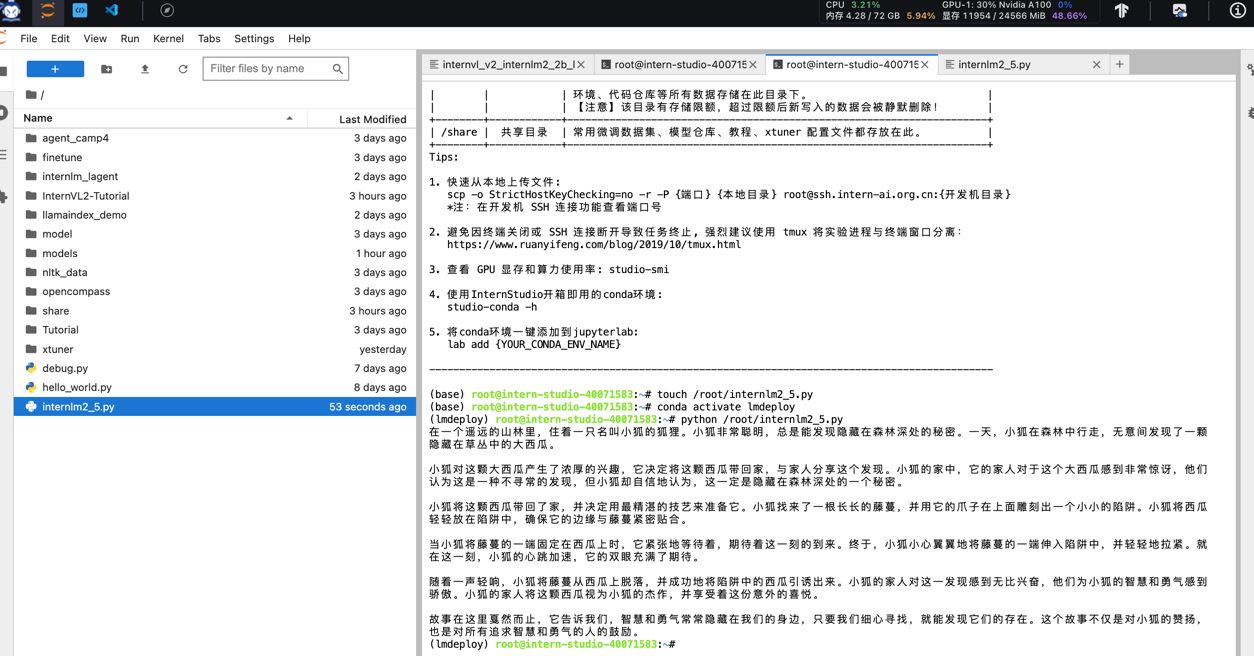 CPU 3.21%
GPU-1: 30% Nvidia A100 0%
内存 4.28 / 72 GB 5.94%
显存 11954 / 24566 MiB 48.66%
File Edit View Run Kernel Tabs Settings Help
+
Filter files by name
/
Name Last Modified
agent_camp4 3 days ago
finetune 3 days ago
internlm_lagent 2 days ago
InternVL2-Tutorial 3 hours ago
llamaindex_demo 2 days ago
model 3 days ago
models 1 hour ago
nltk_data 3 days ago
opencompass 3 days ago
share 3 hours ago
Tutorial 3 days ago
xtuner yesterday
debug.py 7 days ago
hello_world.py 8 days ago
internlm2_5.py 53 seconds ago
internvl_v2_internlm2_2b_l × root@intern-studio-400715 × root@intern-studio-400715 × internlm2_5.py × +
| | | 环境、代码仓库等所有数据存储在此目录下。 |
| | | 【注意】该目录有存储限额，超过限额后新写入的数据会被静默删除！ |
| /share | 共享目录 | 常用微调数据集、模型仓库、教程、xtuner 配置文件都存放在此。 |
Tips:
1. 快速从本地上传文件：
scp -o StrictHostKeyChecking=no -r -P {端口} {本地目录} root@ssh.intern-ai.org.cn:{开发机目录}
*注：在开发机 SSH 连接功能查看端口号
2. 避免因终端关闭或 SSH 连接断开导致任务终止，强烈建议使用 tmux 将实验进程与终端窗口分离：
https://www.ruanyifeng.com/blog/2019/10/tmux.html
3. 查看 GPU 显存和算力使用率: studio-smi
4. 使用InternStudio开箱即用的conda环境：
studio-conda -h
5. 将conda环境一键添加到jupyterlab:
lab add {YOUR_CONDA_ENV_NAME}
(base) root@intern-studio-40071583:~# touch /root/internlm2_5.py
(base) root@intern-studio-40071583:~# conda activate lmdeploy
(lmdeploy) root@intern-studio-40071583:~# python /root/internlm2_5.py
在一个遥远的山林里，住着一只名叫小狐的狐狸。小狐非常聪明，总是能发现隐藏在森林深处的秘密。一天，小狐在森林中行走，无意间发现了一颗
隐藏在草丛中的大西瓜。
小狐对这颗大西瓜产生了浓厚的兴趣，它决定将这颗西瓜带回家，与家人分享这个发现。小狐的家中，它的家人对于这个大西瓜感到非常惊讶，他们
认为这是一种不寻常的发现，但小狐却自信地认为，这一定是隐藏在森林深处的一个秘密。
小狐将这颗西瓜带回了家，并决定用最精湛的技艺来准备它。小狐找来了一根长长的藤蔓，并用它的爪子在上面雕刻出一个小小的陷阱。小狐将西瓜
轻轻放在陷阱中，确保它的边缘与藤蔓紧密贴合。
当小狐将藤蔓的一端固定在西瓜上时，它紧张地等待着，期待着这一刻的到来。终于，小狐小心翼翼地将藤蔓的一端伸入陷阱中，并轻轻地拉紧。就
在这一刻，小狐的心跳加速，它的双眼充满了期待。
随着一声轻响，小狐将藤蔓从西瓜上脱落，并成功地将陷阱中的西瓜引诱出来。小狐的家人对这一发现感到无比兴奋，他们为小狐的智慧和勇气感到
骄傲。小狐的家人将这颗西瓜视为小狐的杰作，并享受着这份意外的喜悦。
故事在这里戛然而止，它告诉我们，智慧和勇气常常隐藏在我们的身边，只要我们细心寻找，就能发现它们的存在。这个故事不仅是对小狐的赞扬，
也是对所有追求智慧和勇气的人的鼓励。
(lmdeploy) root@intern-studio-40071583:~#